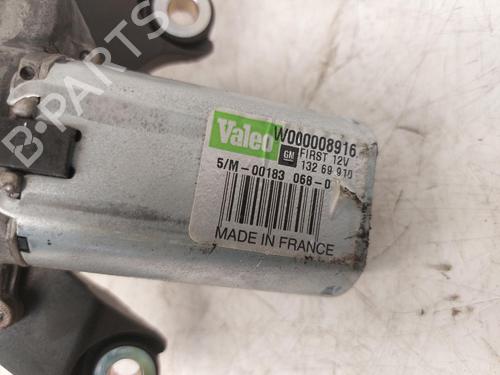 Valeo W000008916
GM FIRST 12V
132 69 910
5/M-00183 068-0
MADE IN FRANCE
B-PARTS